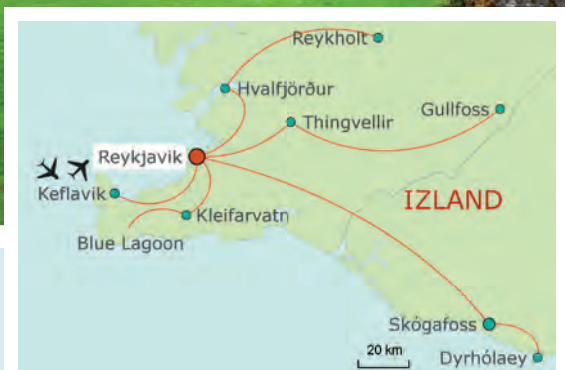 Reykholt
Hvalfjörður
Gullfoss
Thingvellir
Reykjavik
Keflavik
IZLAND
Kleifarvatn
Blue Lagoon
Skógafoss
20 km
Dyrhólaey